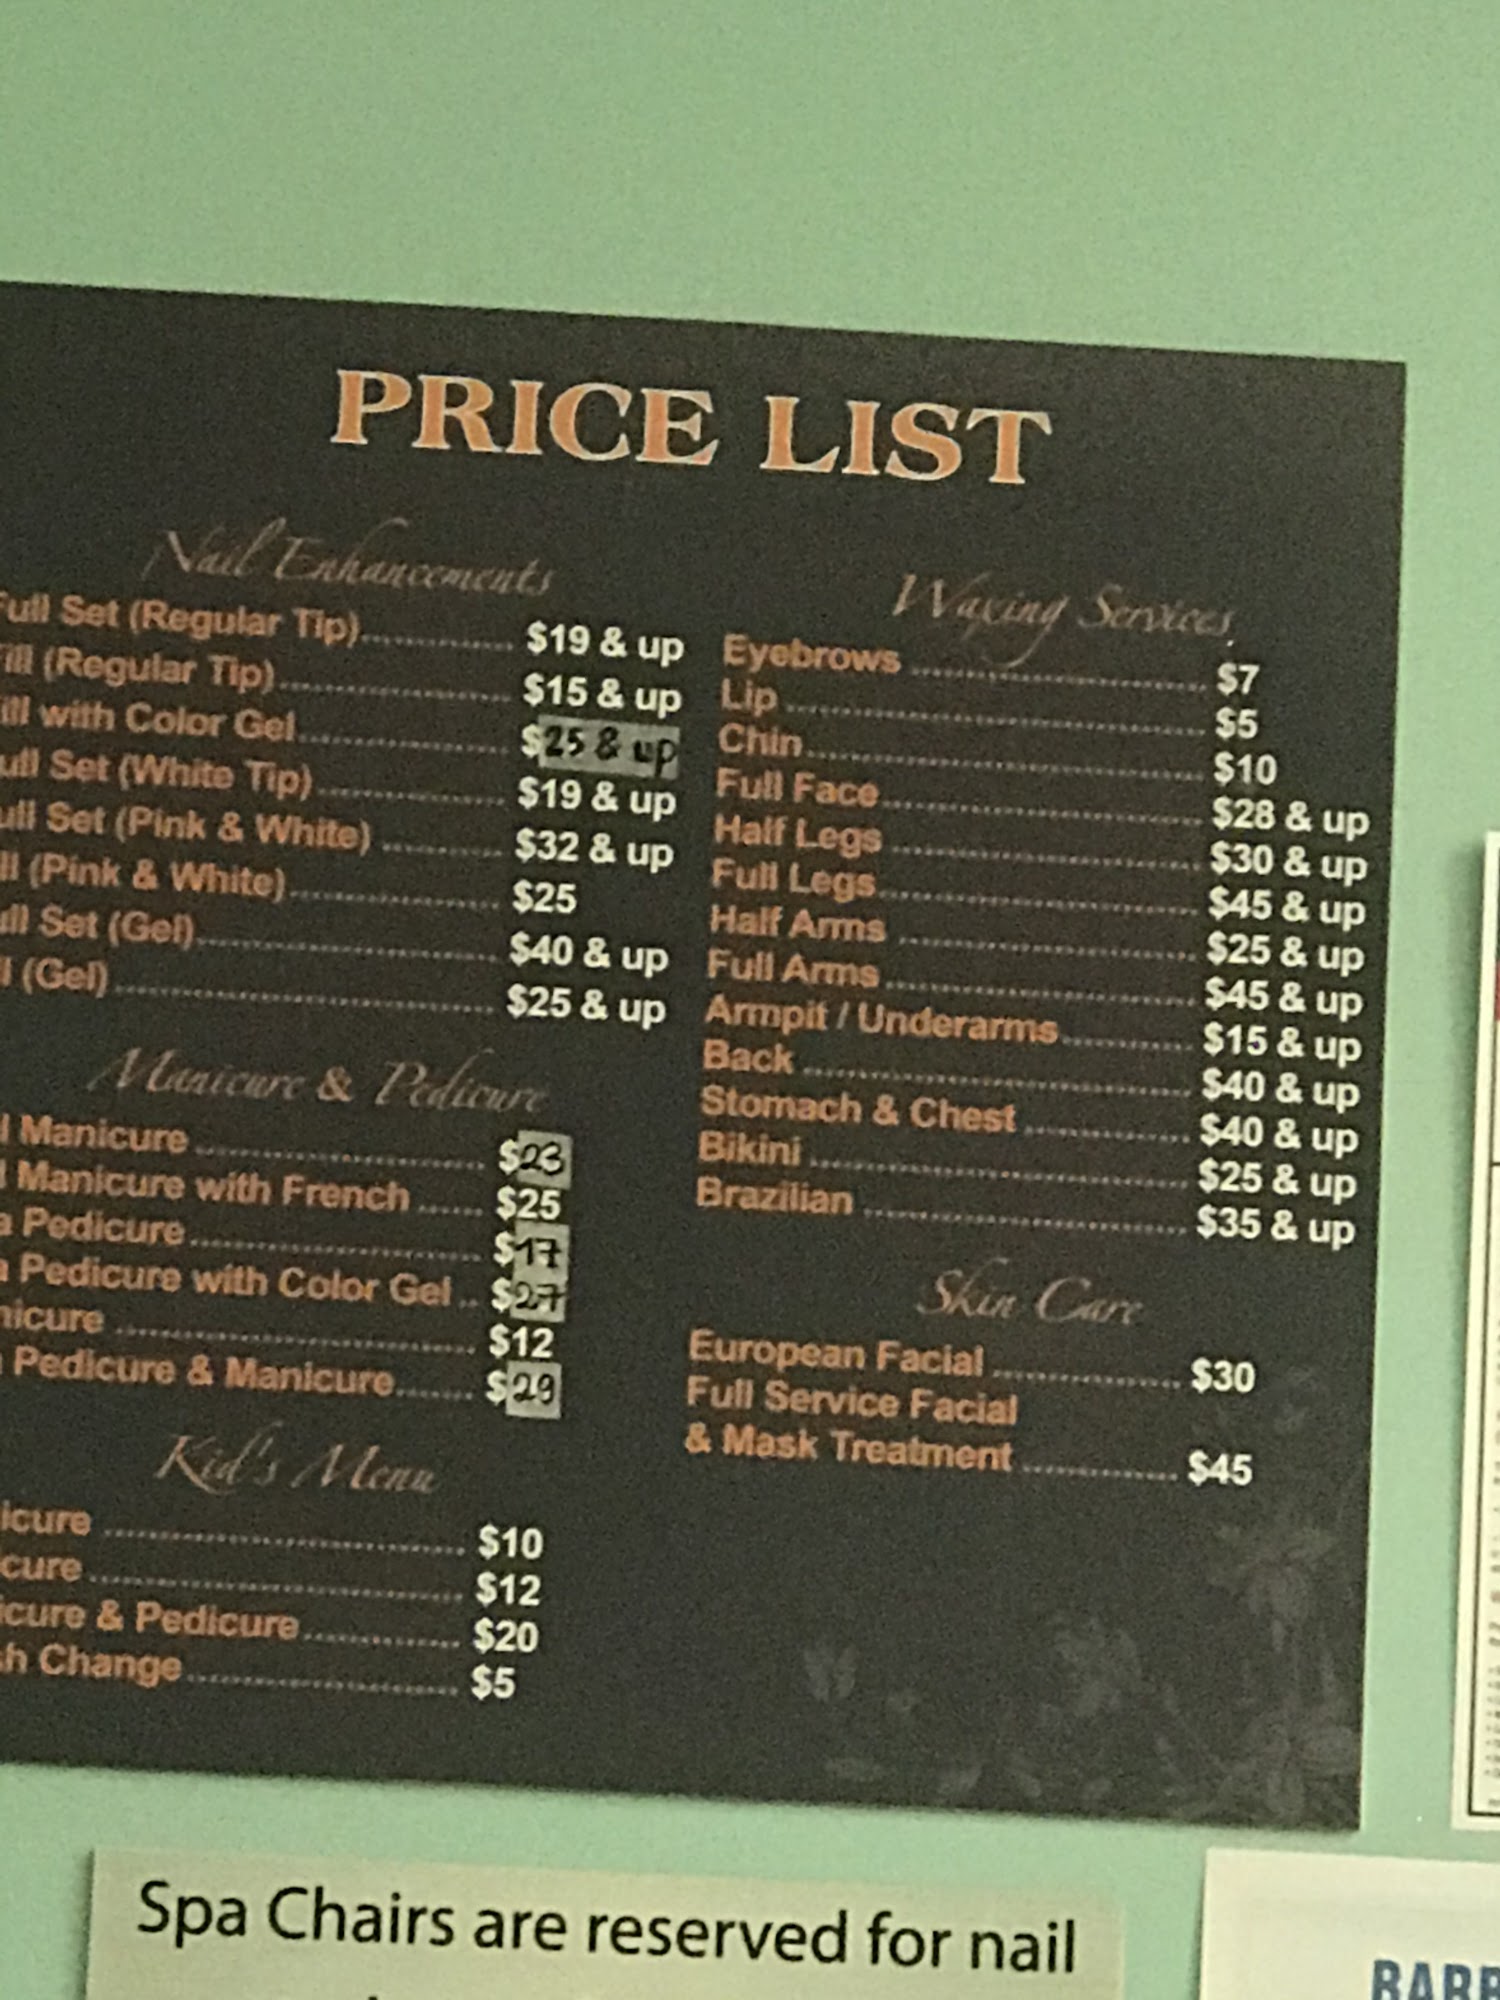 PRICE LIST
Nail Enhancements
Full Set (Regular Tip) $19 & up
ill (Regular Tip) $15 & up
ill with Color Gel $25 & up
ull Set (White Tip) $19 & up
ull Set (Pink & White) $32 & up
ll (Pink & White) $25
ull Set (Gel) $40 & up
l (Gel) $25 & up
Manicure & Pedicure
l Manicure $23
l Manicure with French $25
a Pedicure $17
a Pedicure with Color Gel $27
nicure $12
Pedicure & Manicure $29
Kid's Menu
icure $10
icure $12
icure & Pedicure $20
sh Change $5
Waxing Services
Eyebrows $7
Lip $5
Chin $10
Full Face $28 & up
Half Legs $30 & up
Full Legs $45 & up
Half Arms $25 & up
Full Arms $45 & up
Armpit / Underarms $15 & up
Back $40 & up
Stomach & Chest $40 & up
Bikini $25 & up
Brazilian $35 & up
Skin Care
European Facial $30
Full Service Facial
& Mask Treatment $45
Spa Chairs are reserved for nail
BARB